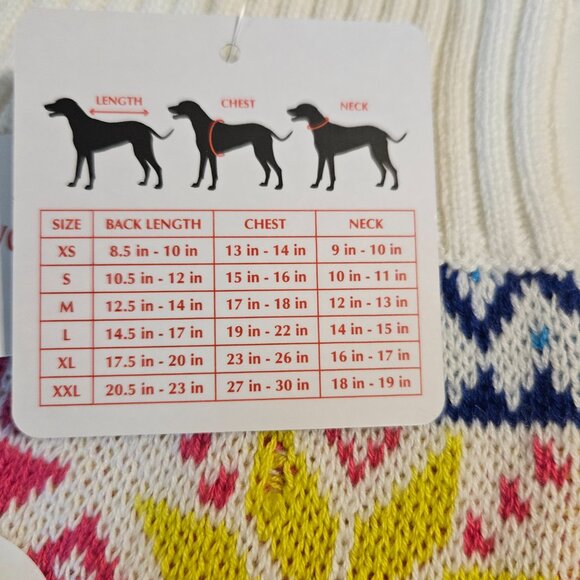 LENGTH CHEST NECK
SIZE BACK LENGTH CHEST NECK
XS 8.5 in - 10 in 13 in - 14 in 9 in - 10 in
S 10.5 in - 12 in 15 in - 16 in 10 in - 11 in
M 12.5 in - 14 in 17 in - 18 in 12 in - 13 in
L 14.5 in - 17 in 19 in - 22 in 14 in - 15 in
XL 17.5 in - 20 in 23 in - 26 in 16 in - 17 in
XXL 20.5 in - 23 in 27 in - 30 in 18 in - 19 in